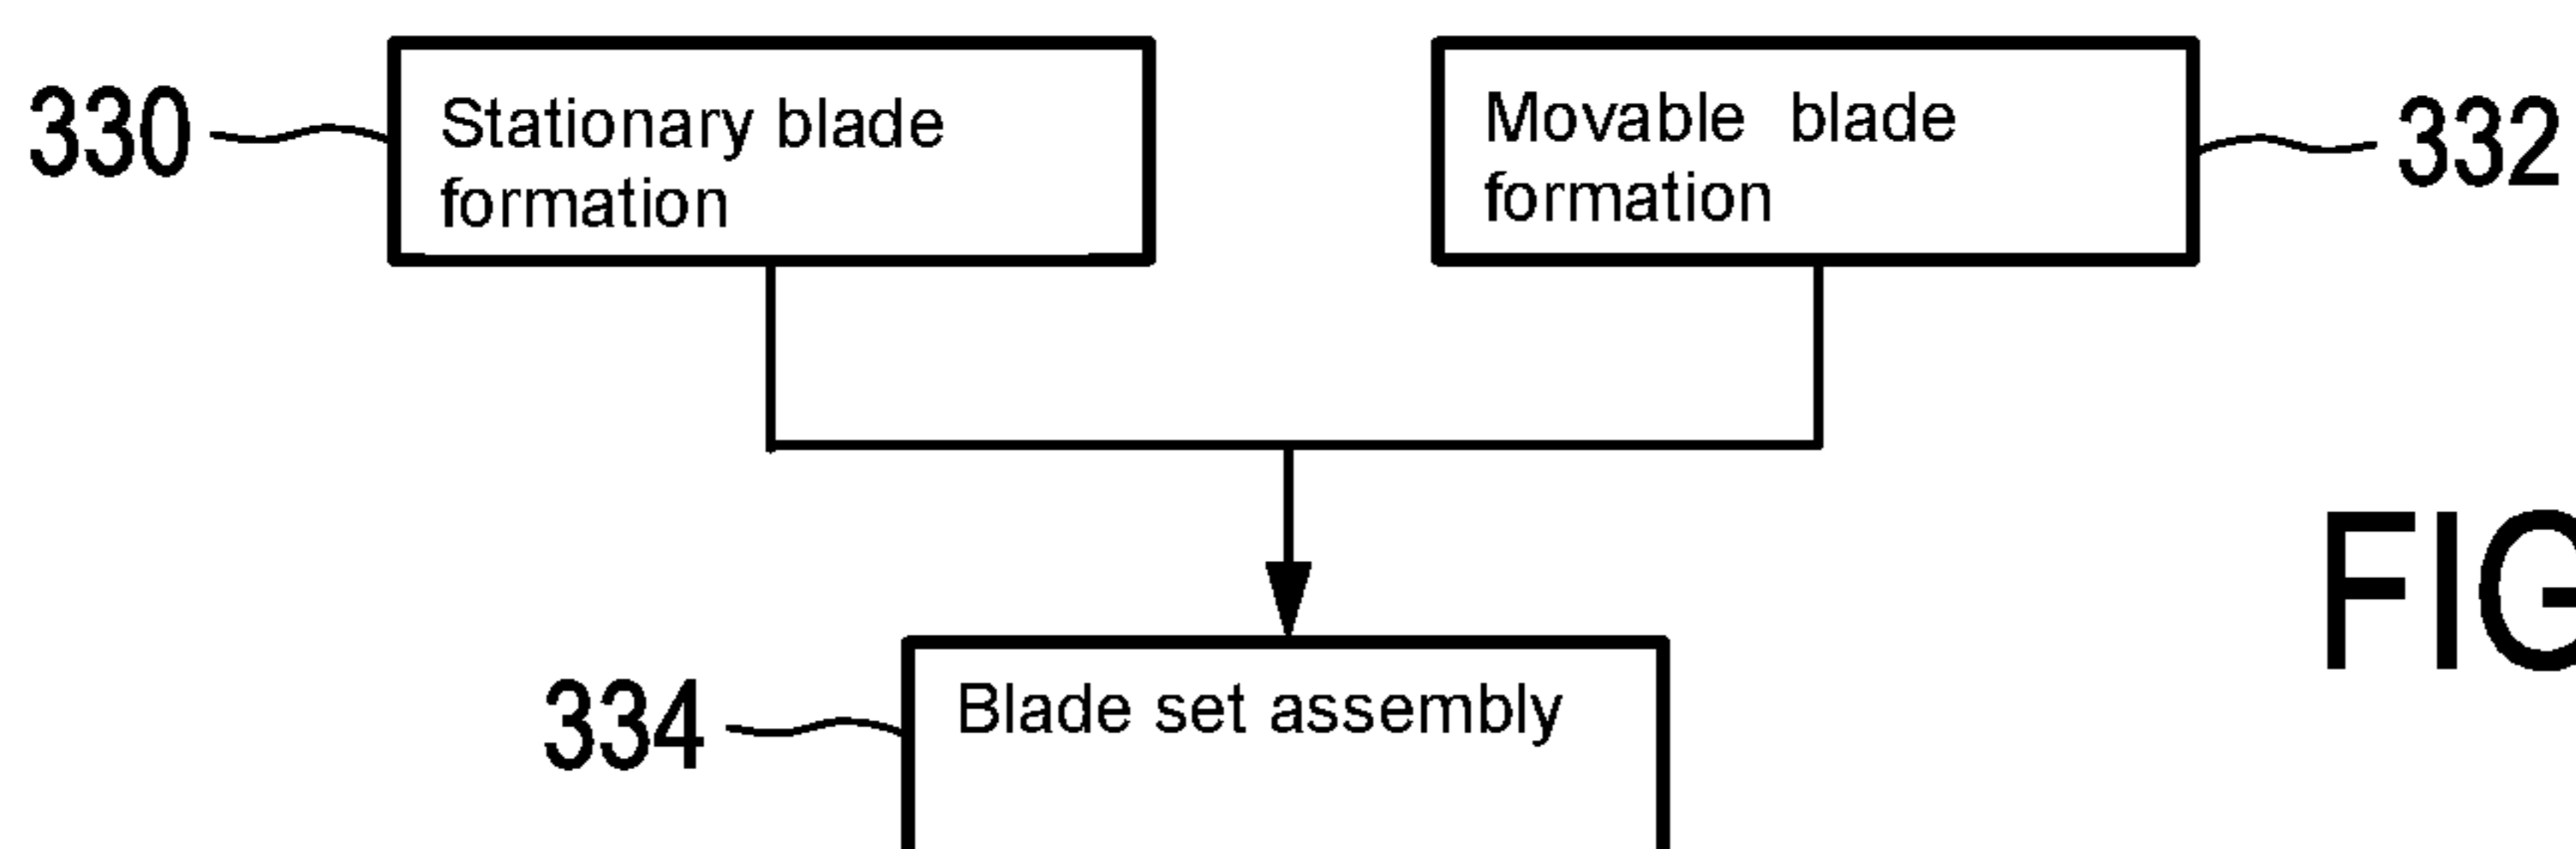 330
Stationary blade
formation
Movable blade
formation
332
FIG
334
Blade set assembly